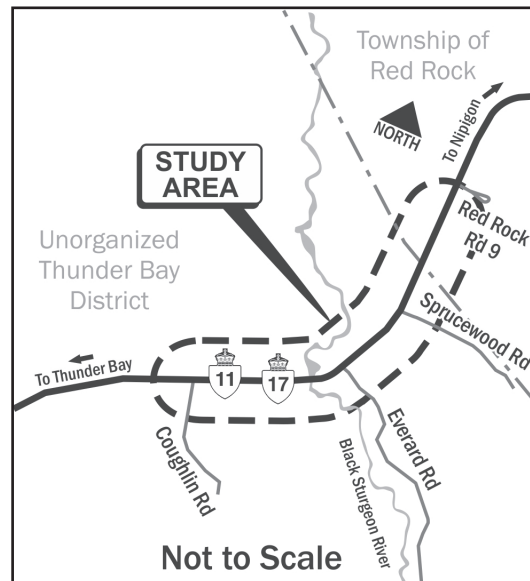 Township of
Red Rock
NORTH
To Nipigon
STUDY
AREA
Red Rock
Rd 9
Unorganized
Thunder Bay
District
Sprucewood Rd
To Thunder Bay
11
17
Coughlin Rd
Everard Rd
Black Sturgeon River
Not to Scale